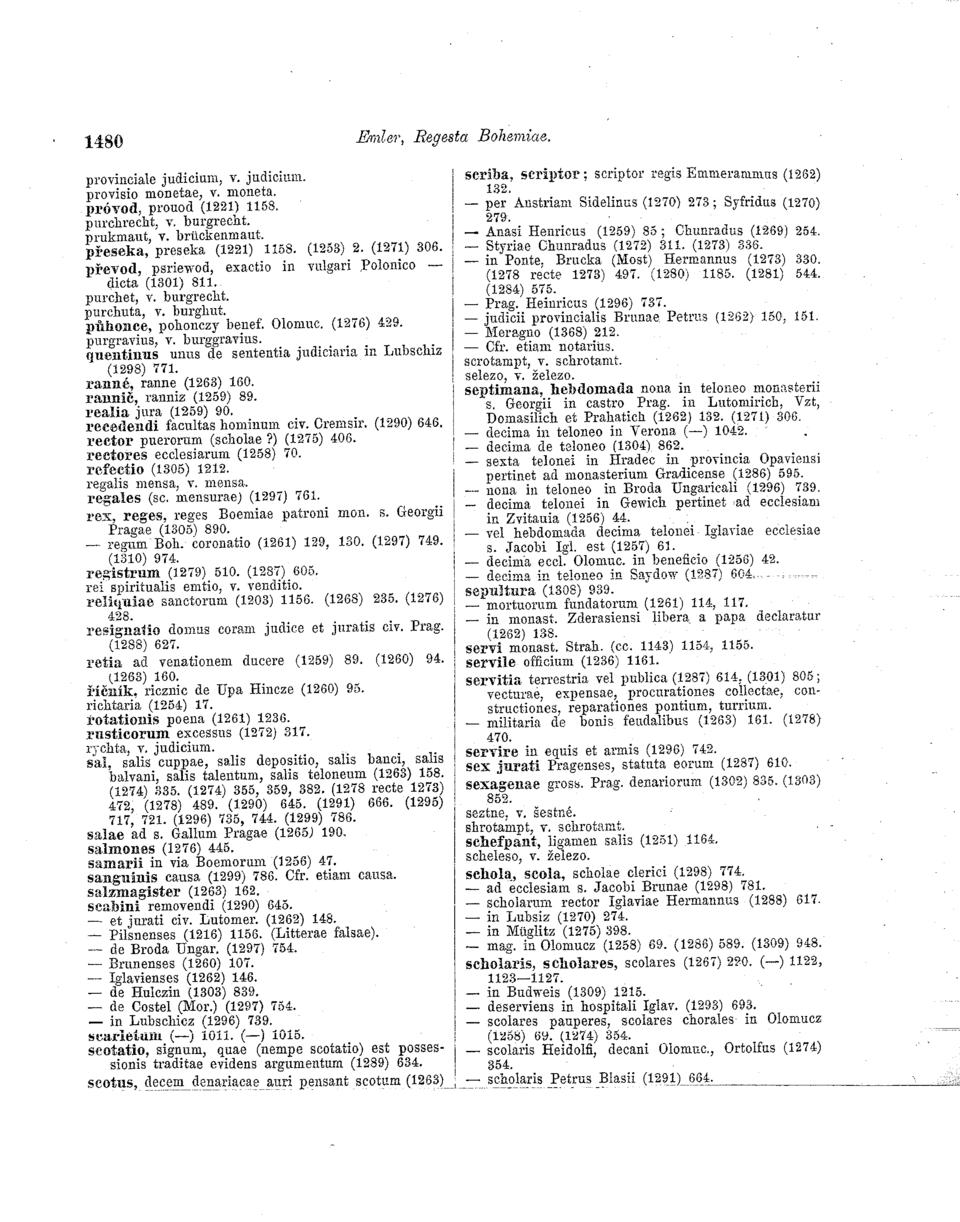 1480
Emler, Regesta Bohemiae.
provinciale judicium, v. judicium.
provisio monetae, v. moneta.
próvod, prouod (1221) 1158.
purchrecht, v. burgrecht.
prukmaut, v. brückenmaut.
přeseka, preseka (1221) 1158. (1253) 2. (1271) 306.
převod, psriewod, exactio in vulgari Polonico —
dicta (1301) 811.
purchet, v. burgrecht.
purchuta, v. burghut.
půhonce, pohonczy benef. Olomuc. (1276) 429.
purgravius, v. burggravius.
quentinus unus de sententia judiciaria in Lubschiz
(1298) 771.
ranné, ranne (1263) 160.
rannič, ranniz (1259) 89.
realia jura (1259) 90.
recedendi facultas hominum civ. Cremsir. (1290) 646.
rector puerorum (scholae ?) (1275) 406.
rectores ecclesiarum (1258) 70.
refectio (1305) 1212.
regalis mensa, v. mensa.
regales (sc. mensurae) (1297) 761.
rex, reges, reges Boemiae patroni mon. s. Georgii
Pragae (1305) 890.
— regum Boh. coronatio (1261) 129, 130. (1297) 749.
(1310) 974.
registrum (1279) 510. (1287) 605.
rei spiritualis emtio, v. venditio.
reliquiae sanctorum (1203) 1156. (1268) 235. (1276)
428.
resignatio domus coram judice et juratis civ. Prag.
(1288) 627.
retia ad venationem ducere (1259) 89. (1260) 94.
(1263) 160.
říčník, ricznic de Upa Hincze (1260) 95.
richtaria (1254) 17.
rotationis poena (1261) 1236.
rusticorum excessus (1272) 317.
rychta, v. judicium.
sal, salis cuppae, salis depositio, salis banci, salis
balvani, salis talentum, salis teloneum (1263) 158.
(1274) 335. (1274) 355, 359, 382. (1278 recte 1273)
472, (1278) 489. (1290) 645. (1291) 666. (1295)
717, 721. (1296) 735, 744. (1299) 786.
salae ad s. Gallum Pragae (1265) 190.
salmones (1276) 445.
samarii in via Boemorum (1256) 47.
sanguinis causa (1299) 786. Cfr. etiam causa.
salzmagister (1263) 162.
scabini removendi (1290) 645.
— et jurati civ. Lutomer. (1262) 148.
— Pilsnenses (1216) 1156. (Litterae falsae).
— de Broda Ungar. (1297) 754.
— Brunenses (1260) 107.
— Iglavienses (1262) 146.
— de Hulczin (1303) 839.
— de Costel (Mor.) (1297) 754.
— in Lubschicz (1296) 739.
scarletum (—) 1011. (—) 1015.
scotatio, signum, quae (nempe scotatio) est posses-
sionis traditae evidens argumentum (1289) 634.
scotus, decem denariacae auri pensant scotum (1263)
scriba, scriptor; scriptor regis Emmerammus (1262)
132.
— per Austriam Sidelinus (1270) 273; Syfridus (1270)
279.
— Anasi Henricus (1259) 85; Chunradus (1269) 254.
— Styriae Chunradus (1272) 311. (1273) 336.
— in Ponte, Brucka (Most) Hermannus (1273) 330.
(1278 recte 1273) 497. (1280) 1185. (1281) 544.
(1284) 575.
— Prag. Heinricus (1296) 737.
— judicii provincialis Brunae Petrus (1262) 150, 151.
— Meragno (1368) 212.
— Cfr. etiam notarius.
scrotampt, v. schrotamt.
selezo, v. železo.
septimana, hebdomada nona in teloneo monasterii
s. Georgii in castro Prag. in Lutomirich, Vzt,
Domasilich et Prahatich (1262) 132. (1271) 306.
— decima in teloneo in Verona (—) 1042.
— decima de teloneo (1304) 862.
— sexta telonei in Hradec in provincia Opaviensi
pertinet ad monasterium Gradicense (1286) 595.
— nona in teloneo in Broda Ungaricali (1296) 739.
— decima telonei in Gewich pertinet ad ecclesiam
in Zvitauia (1256) 44.
— vel hebdomada decima telonei Iglaviae ecclesiae
s. Jacobi Igl. est (1257) 61.
— decima eccl. Olomuc. in beneficio (1256) 42.
— decima in teloneo in Saydow (1287) 604.
sepultura (1308) 939.
— mortuorum fundatorum (1261) 114, 117.
— in monast. Zderasiensi libera a papa declaratur
(1262) 138.
servi monast. Strah. (cc. 1143) 1154, 1155.
servile officium (1236) 1161.
servitia terrestria vel publica (1287) 614, (1301) 805;
vecturae, expensae, procurationes collectae, con-
structiones, reparationes pontium, turrium.
— militaria de bonis feudalibus (1263) 161. (1278)
470.
servire in equis et armis (1296) 742.
sex jurati Pragenses, statuta eorum (1287) 610.
sexagenae gross. Prag. denariorum (1302) 835. (1303)
852.
seztne, v. šestné.
shrotampt, v. schrotamt.
schefpant, ligamen salis (1251) 1164.
scheleso, v. železo.
schola, scola, scholae clerici (1298) 774.
— ad ecclesiam s. Jacobi Brunae (1298) 781.
— scholarum rector Iglaviae Hermannus (1288) 617.
— in Lubsiz (1270) 274.
— in Müglitz (1275) 398.
— mag. in Olomucz (1258) 69. (1286) 589. (1309) 948.
scholaris, scholares, scolares (1267) 220. (—) 1122,
1123—1127.
— in Budweis (1309) 1215.
— deserviens in hospitali Iglav. (1293) 693.
— scolares pauperes, scolares chorales in Olomucz
(1258) 69. (1274) 354.
— scolaris Heidolfi, decani Olomuc., Ortolfus (1274)
354.
— scholaris Petrus Blasii (1291) 664.